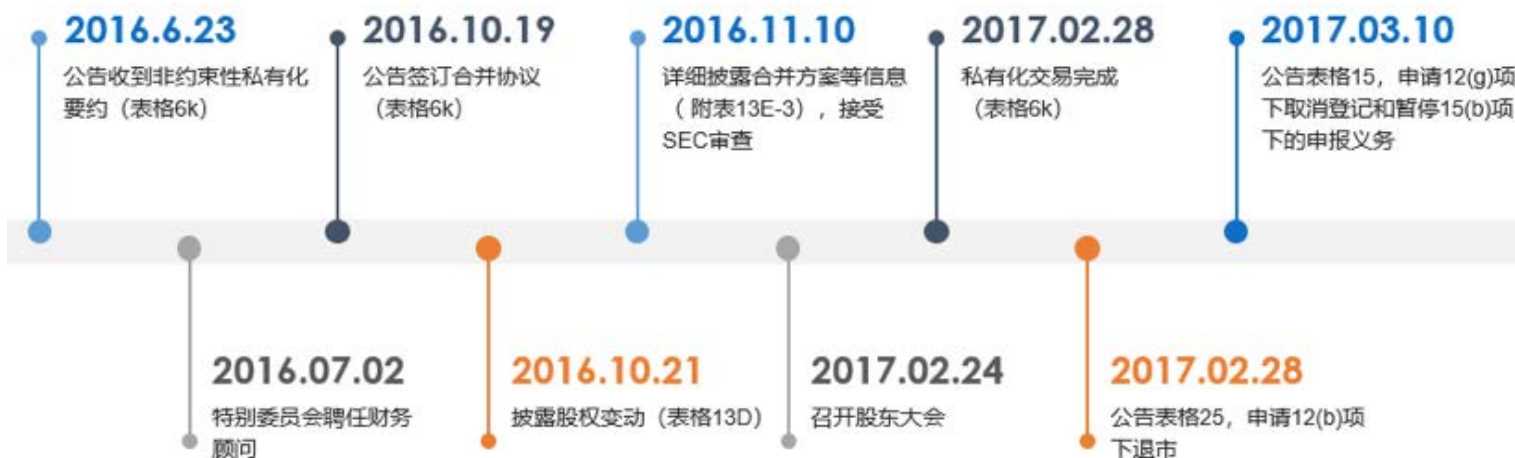 2016.6.23
公告收到非约束性私有化
要约（表格6k）
2016.10.19
公告签订合并协议
（表格6k）
2016.11.10
详细披露合并方案等信息
（ 附表13E-3），接受
SEC审查
2017.02.28
私有化交易完成
（表格6k）
2017.03.10
公告表格15，申请12(g)项
下取消登记和暂停15(b)项
下的申报义务
2016.07.02
特别委员会聘任财务
顾问
2016.10.21
披露股权变动（表格13D）
2017.02.24
召开股东大会
2017.02.28
公告表格25，申请12(b)项
下退市